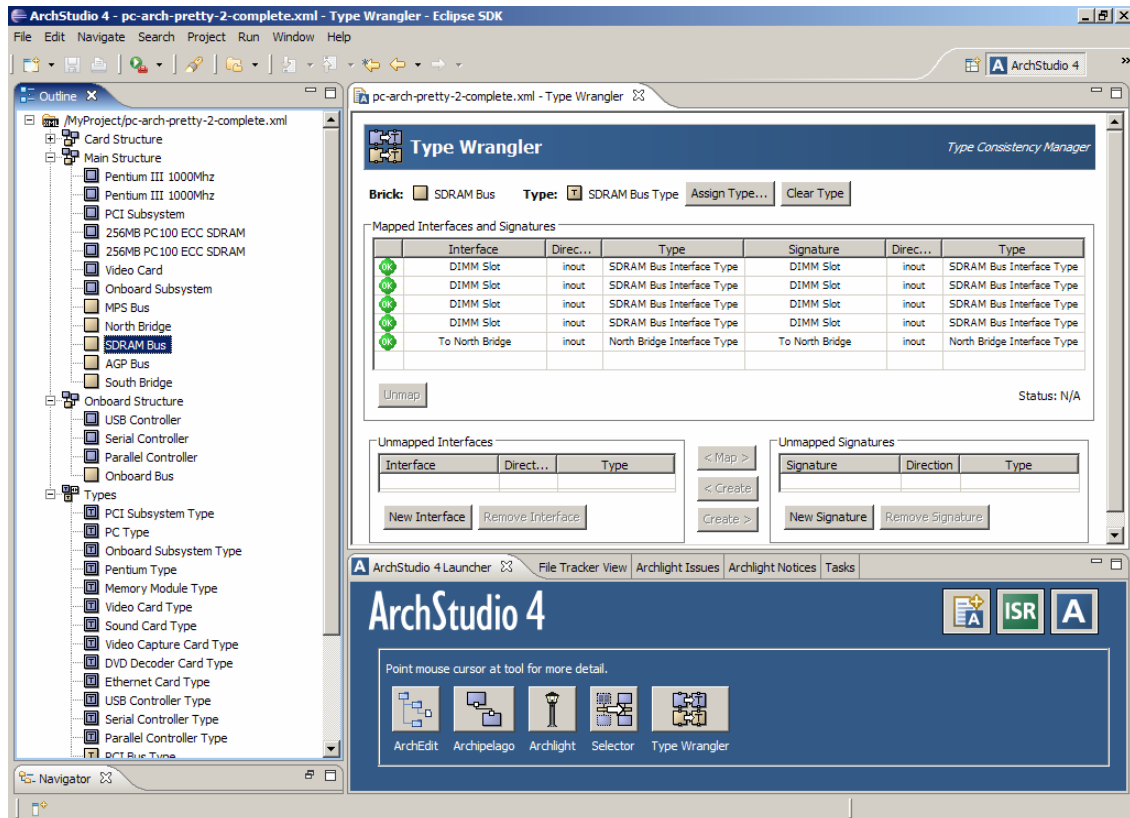 ArchStudio 4 - pc-arch-pretty-2-complete.xml - Type Wrangler - Eclipse SDK
File Edit Navigate Search Project Run Window Help
A ArchStudio 4 »
Outline
/MyProject/pc-arch-pretty-2-complete.xml
Card Structure
Main Structure
Pentium III 1000Mhz
Pentium III 1000Mhz
PCI Subsystem
256MB PC100 ECC SDRAM
256MB PC100 ECC SDRAM
Video Card
Onboard Subsystem
MPS Bus
North Bridge
SDRAM Bus
AGP Bus
South Bridge
Onboard Structure
USB Controller
Serial Controller
Parallel Controller
Onboard Bus
Types
PCI Subsystem Type
PC Type
Onboard Subsystem Type
Pentium Type
Memory Module Type
Video Card Type
Sound Card Type
Video Capture Card Type
DVD Decoder Card Type
Ethernet Card Type
USB Controller Type
Serial Controller Type
Parallel Controller Type
PCI Bus Type
Navigator
pc-arch-pretty-2-complete.xml - Type Wrangler
Type Wrangler Type Consistency Manager
Brick: SDRAM Bus Type: T SDRAM Bus Type Assign Type... Clear Type
Mapped Interfaces and Signatures
Interface Direc... Type Signature Direc... Type
OK DIMM Slot inout SDRAM Bus Interface Type DIMM Slot inout SDRAM Bus Interface Type
OK DIMM Slot inout SDRAM Bus Interface Type DIMM Slot inout SDRAM Bus Interface Type
OK DIMM Slot inout SDRAM Bus Interface Type DIMM Slot inout SDRAM Bus Interface Type
OK DIMM Slot inout SDRAM Bus Interface Type DIMM Slot inout SDRAM Bus Interface Type
OK To North Bridge inout North Bridge Interface Type To North Bridge inout North Bridge Interface Type
Unmap Status: N/A
Unmapped Interfaces
Interface Direct... Type
New Interface Remove Interface
< Map >
< Create
Create >
Unmapped Signatures
Signature Direction Type
New Signature Remove Signature
A ArchStudio 4 Launcher File Tracker View Archlight Issues Archlight Notices Tasks
ArchStudio 4 A ISR A
Point mouse cursor at tool for more detail.
ArchEdit Archipelago Archlight Selector Type Wrangler